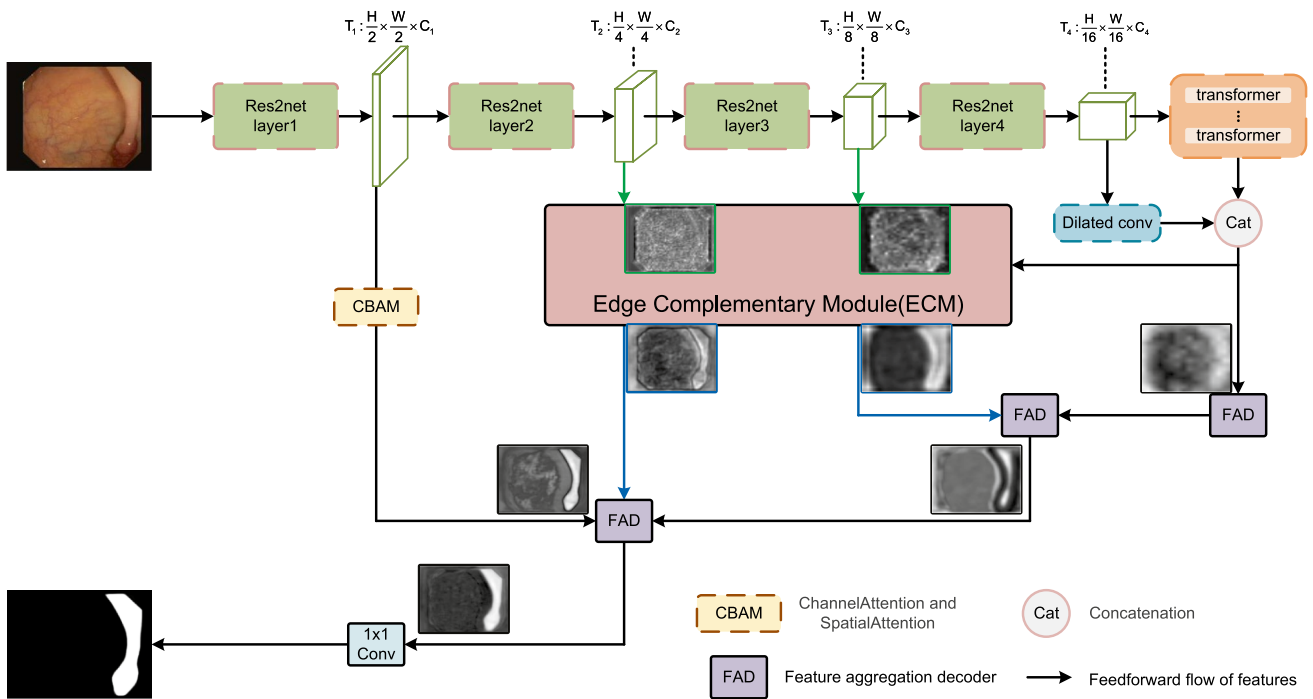 T₁ : H/2 × W/2 × C₁
T₂ : H/4 × W/4 × C₂
T₃ : H/8 × W/8 × C₃
T₄ : H/16 × W/16 × C₄
Res2net
layer1
Res2net
layer2
Res2net
layer3
Res2net
layer4
transformer
⋮
transformer
Dilated conv
Cat
Edge Complementary Module(ECM)
CBAM
FAD
FAD
FAD
1x1
Conv
CBAM
ChannelAttention and
SpatialAttention
Cat
Concatenation
FAD
Feature aggregation decoder
Feedforward flow of features